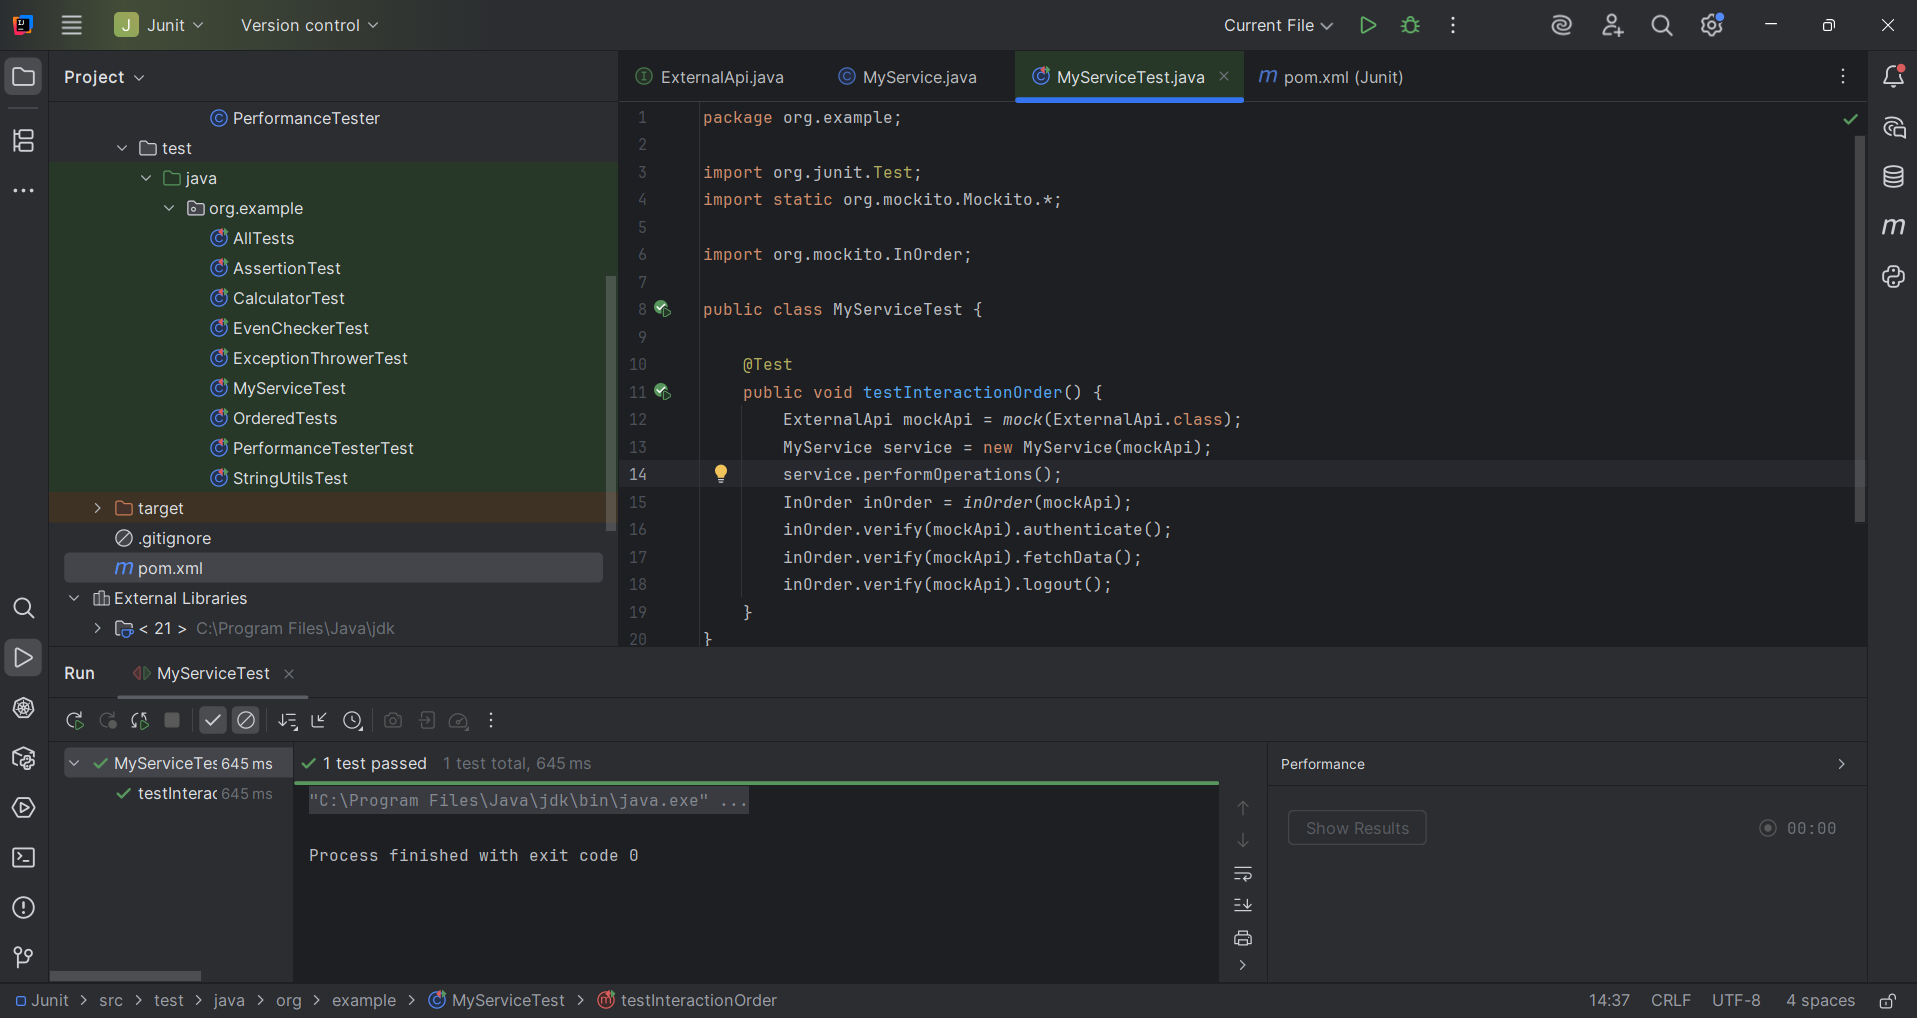 J Junit
Version control
Current File
Project
ExternalApi.java
MyService.java
MyServiceTest.java
m pom.xml (Junit)
PerformanceTester
test
java
org.example
AllTests
AssertionTest
CalculatorTest
EvenCheckerTest
ExceptionThrowerTest
MyServiceTest
OrderedTests
PerformanceTesterTest
StringUtilsTest
target
.gitignore
m pom.xml
External Libraries
< 21 > C:\Program Files\Java\jdk
1 package org.example;
2
3 import org.junit.Test;
4 import static org.mockito.Mockito.*;
5
6 import org.mockito.InOrder;
7
8 public class MyServiceTest {
9
10 @Test
11 public void testInteractionOrder() {
12 ExternalApi mockApi = mock(ExternalApi.class);
13 MyService service = new MyService(mockApi);
14 service.performOperations();
15 InOrder inOrder = inOrder(mockApi);
16 inOrder.verify(mockApi).authenticate();
17 inOrder.verify(mockApi).fetchData();
18 inOrder.verify(mockApi).logout();
19 }
20 }
Run
MyServiceTest
MyServiceTes 645 ms
testInterac 645 ms
1 test passed 1 test total, 645 ms
"C:\Program Files\Java\jdk\bin\java.exe" ...
Process finished with exit code 0
Performance
Show Results
00:00
Junit > src > test > java > org > example > MyServiceTest > testInteractionOrder
14:37 CRLF UTF-8 4 spaces